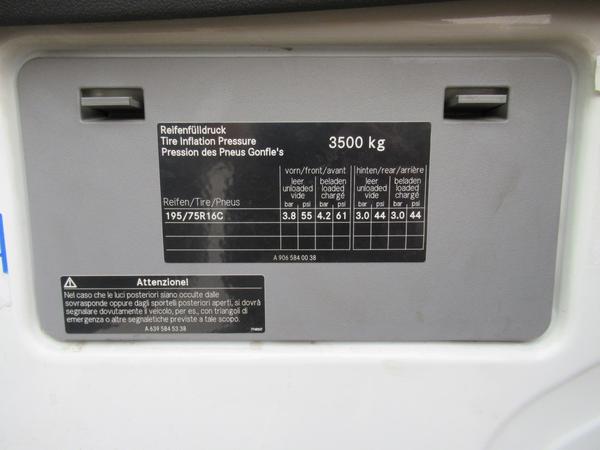 Reifenfülldruck
Tire Inflation Pressure 3500 kg
Pression des Pneus Gonfle's
vorn/front/avant hinten/rear/arrière
leer beladen leer beladen
unloaded loaded unloaded loaded
vide chargé vide chargé
Reifen/Tire/Pneus bar psi bar psi bar psi bar psi
195/75R16C 3.8 55 4.2 61 3.0 44 3.0 44
A 906 584 00 38
Attenzione!
Nel caso che le luci posteriori siano occulte dalle
sovrasponde oppure dagli sportelli posteriori aperti, si dovrà
segnalare dovutamente il veicolo, per es., con triangoli di
emergenza o altre segnaletiche previste a tale scopo.
A 639 584 53 38